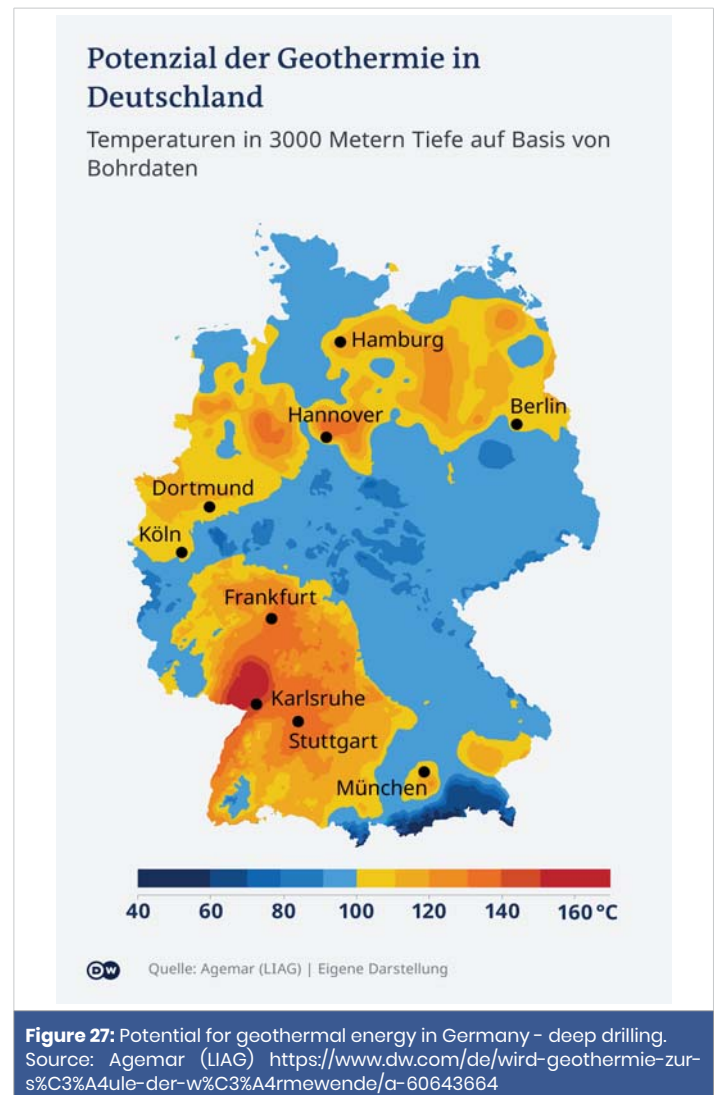 Potenzial der Geothermie in
Deutschland
Temperaturen in 3000 Metern Tiefe auf Basis von
Bohrdaten
Hamburg
Hannover
Berlin
Dortmund
Köln
Frankfurt
Karlsruhe
Stuttgart
München
40 60 80 100 120 140 160 °C
DW Quelle: Agemar (LIAG) | Eigene Darstellung
Figure 27: Potential for geothermal energy in Germany - deep drilling.
Source: Agemar (LIAG) https://www.dw.com/de/wird-geothermie-zur-
s%C3%A4ule-der-w%C3%A4rmewende/a-60643664